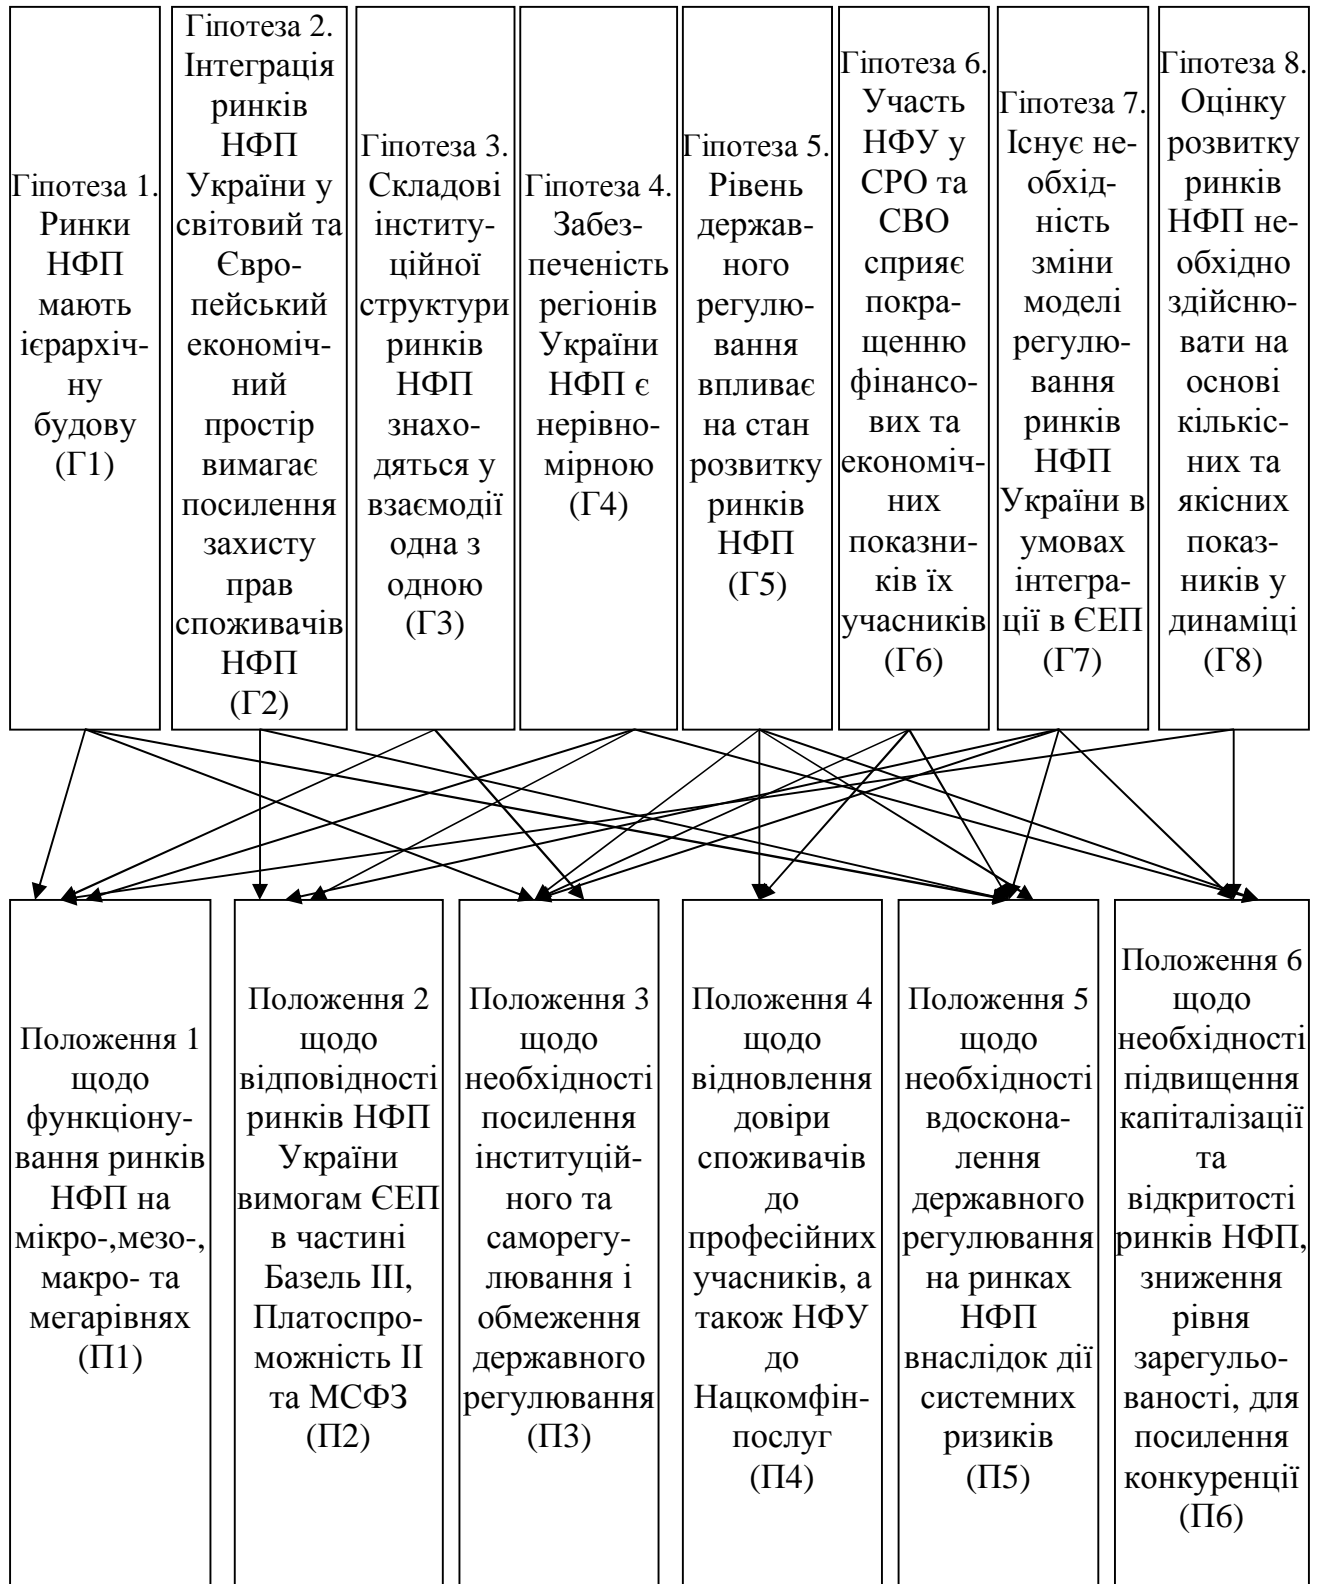 Гіпотеза 1.
Ринки
НФП
мають
ієрархіч-
ну
будову
(Г1)
Гіпотеза 2.
Інтеграція
ринків
НФП
України у
світовий та
Євро-
пейський
економіч-
ний
простір
вимагає
посилення
захисту
прав
споживачів
НФП
(Г2)
Гіпотеза 3.
Складові
інститу-
ційної
структури
ринків
НФП
знахо-
дяться у
взаємодії
одна з
одною
(Г3)
Гіпотеза 4.
Забез-
печеність
регіонів
України
НФП є
нерівно-
мірною
(Г4)
Гіпотеза 5.
Рівень
держав-
ного
регулю-
вання
впливає
на стан
розвитку
ринків
НФП
(Г5)
Гіпотеза 6.
Участь
НФУ у
СРО та
СВО
сприяє
покра-
щенню
фінансо-
вих та
економіч-
них
показни-
ків їх
учасників
(Г6)
Гіпотеза 7.
Існує не-
обхід-
ність
зміни
моделі
регулю-
вання
ринків
НФП
України в
умовах
інтегра-
ції в ЄЕП
(Г7)
Гіпотеза 8.
Оцінку
розвитку
ринків
НФП не-
обхідно
здійсню-
вати на
основі
кількіс-
них та
якісних
показ-
ників у
динаміці
(Г8)
Положення 1
щодо
функціону-
вання ринків
НФП на
мікро-,мезо-,
макро- та
мегарівнях
(П1)
Положення 2
щодо
відповідності
ринків НФП
України
вимогам ЄЕП
в частині
Базель ІІІ,
Платоспро-
можність ІІ
та МСФЗ
(П2)
Положення 3
щодо
необхідності
посилення
інституцій-
ного та
саморегу-
лювання і
обмеження
державного
регулювання
(П3)
Положення 4
щодо
відновлення
довіри
споживачів
до
професійних
учасників, а
також НФУ
до
Нацкомфін-
послуг
(П4)
Положення 5
щодо
необхідності
вдоскона-
лення
державного
регулювання
на ринках
НФП
внаслідок дії
системних
ризиків
(П5)
Положення 6
щодо
необхідності
підвищення
капіталізації
та
відкритості
ринків НФП,
зниження
рівня
зарегульо-
ваності, для
посилення
конкуренції
(П6)